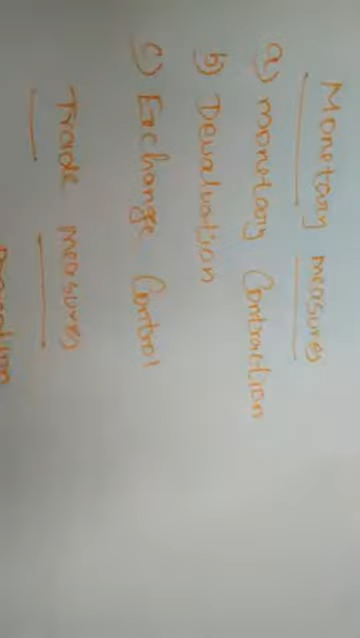 Monetary measures
a) monetary Contraction
b) Devaluation
c) Exchange Control
Trade measures